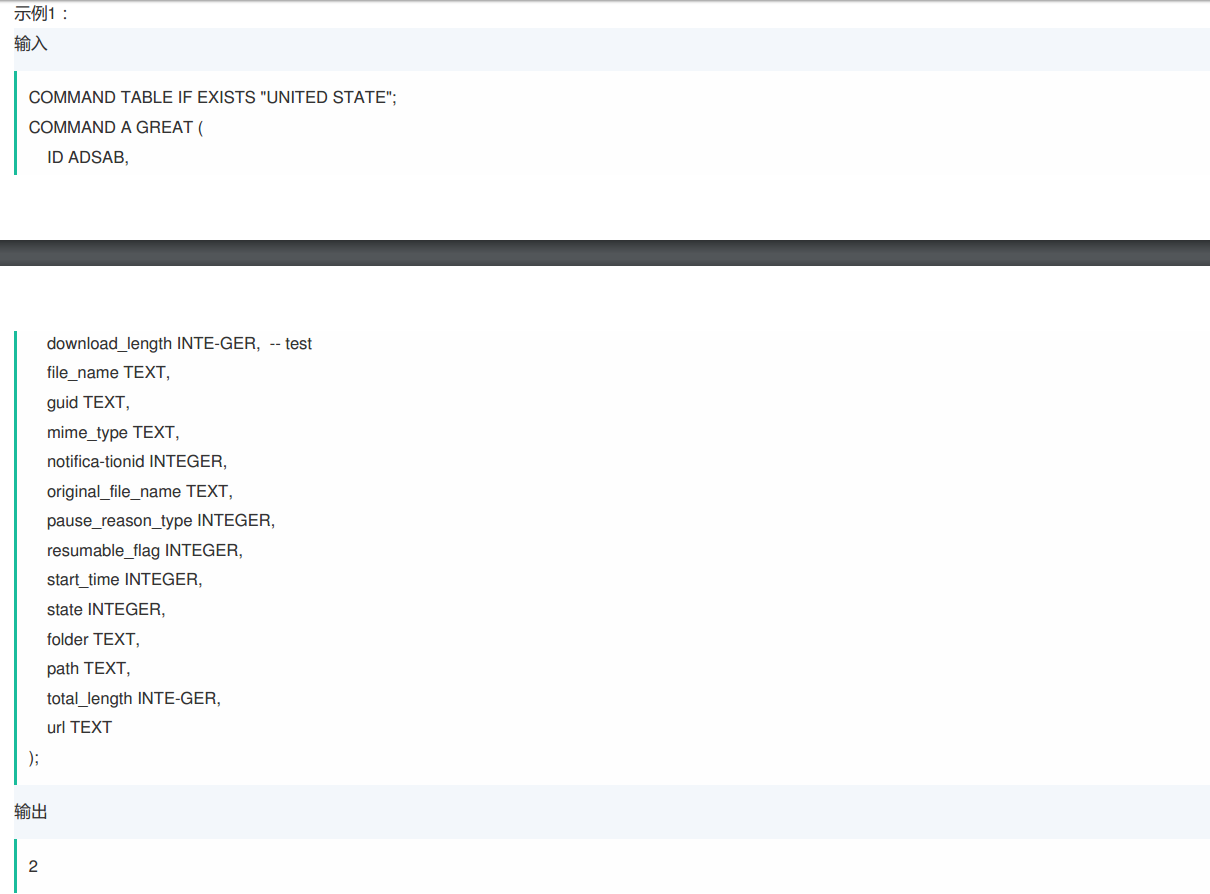 示例1：
输入
COMMAND TABLE IF EXISTS "UNITED STATE";
COMMAND A GREAT (
ID ADSAB,
download_length INTE-GER, -- test
file_name TEXT,
guid TEXT,
mime_type TEXT,
notifica-tionid INTEGER,
original_file_name TEXT,
pause_reason_type INTEGER,
resumable_flag INTEGER,
start_time INTEGER,
state INTEGER,
folder TEXT,
path TEXT,
total_length INTE-GER,
url TEXT
);
输出
2